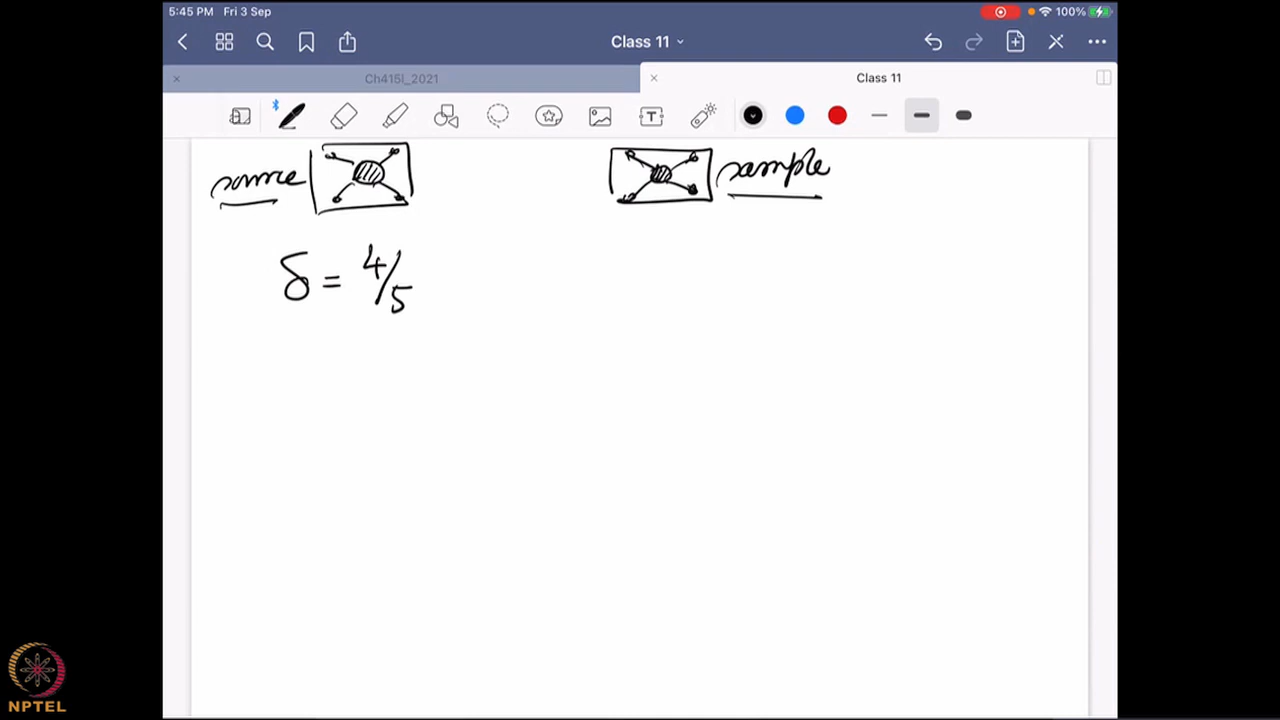 5:45 PM Fri 3 Sep 100%
Class 11
Ch415I_2021 Class 11
T
source sample
δ = 4/5
NPTEL